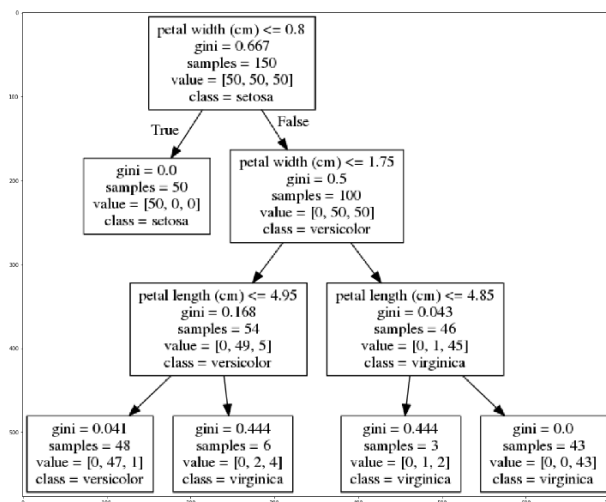 petal width (cm) <= 0.8
gini = 0.667
samples = 150
value = [50, 50, 50]
class = setosa
True
False
gini = 0.0
samples = 50
value = [50, 0, 0]
class = setosa
petal width (cm) <= 1.75
gini = 0.5
samples = 100
value = [0, 50, 50]
class = versicolor
petal length (cm) <= 4.95
gini = 0.168
samples = 54
value = [0, 49, 5]
class = versicolor
petal length (cm) <= 4.85
gini = 0.043
samples = 46
value = [0, 1, 45]
class = virginica
gini = 0.041
samples = 48
value = [0, 47, 1]
class = versicolor
gini = 0.444
samples = 6
value = [0, 2, 4]
class = virginica
gini = 0.444
samples = 3
value = [0, 1, 2]
class = virginica
gini = 0.0
samples = 43
value = [0, 0, 43]
class = virginica
0
100
200
300
400
500